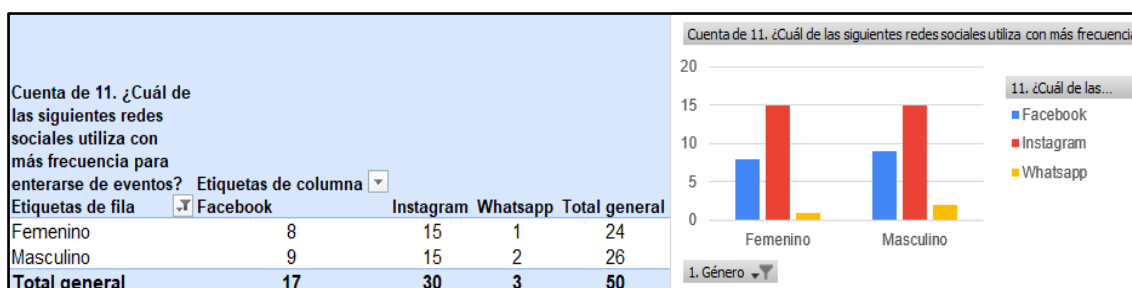 Cuenta de 11. ¿Cuál de
las siguientes redes
sociales utiliza con
más frecuencia para
enterarse de eventos? Etiquetas de columna
Etiquetas de fila Facebook Instagram Whatsapp Total general
Femenino 8 15 1 24
Masculino 9 15 2 26
Total general 17 30 3 50
Cuenta de 11. ¿Cuál de las siguientes redes sociales utiliza con más frecuencia
20
15
10
5
0
Femenino Masculino
11. ¿Cuál de las...
Facebook
Instagram
Whatsapp
1. Género